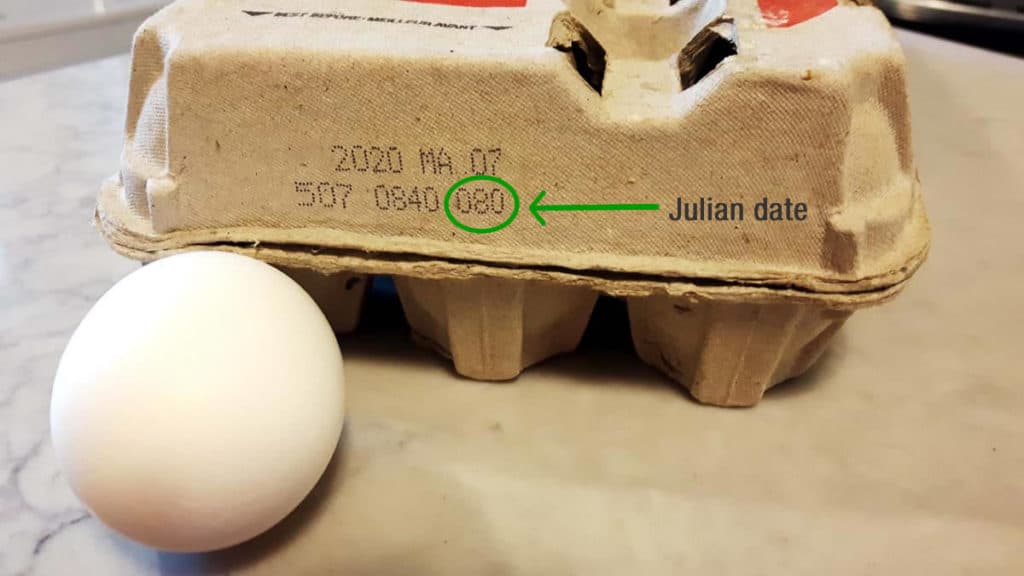 BEST BEFORE • MEILLEUR AVANT
2020 MA 07
507 0840 080
Julian date